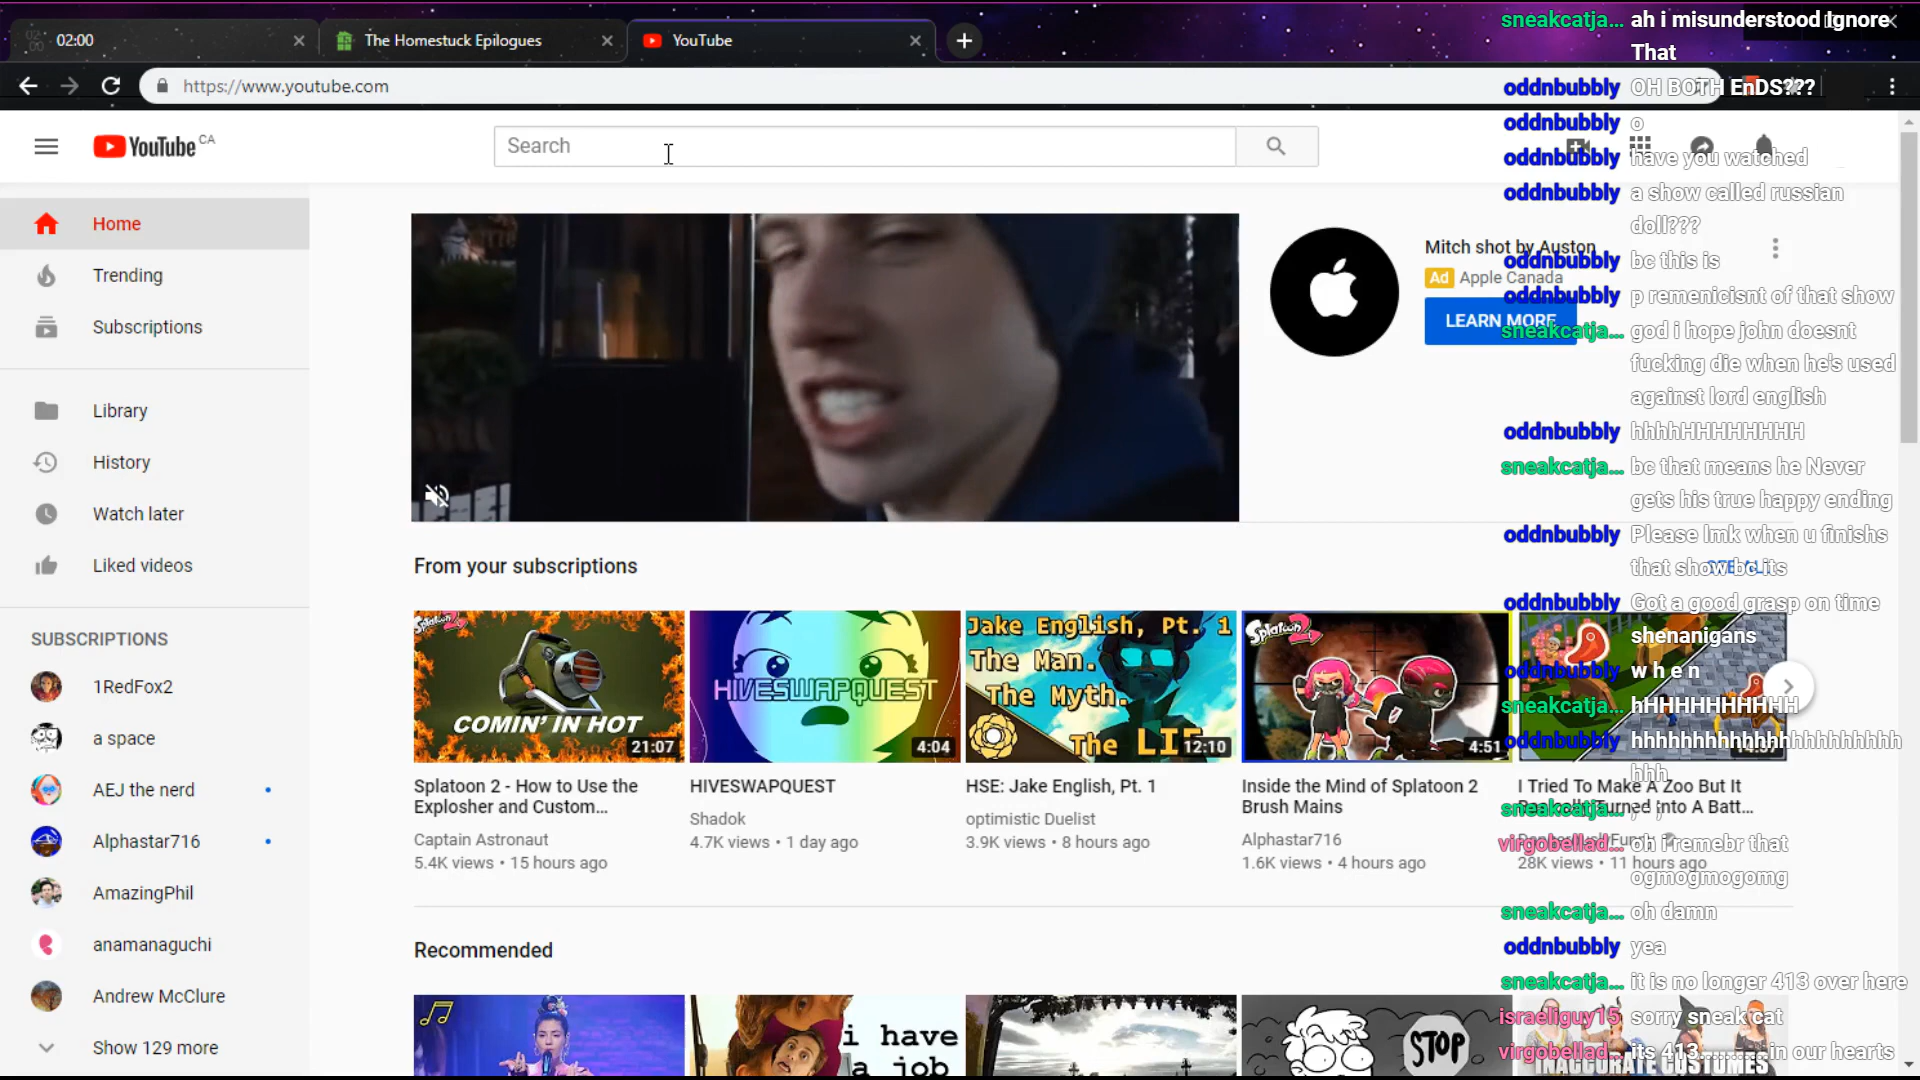 02:00
The Homestuck Epilogues
YouTube
https://www.youtube.com
YouTube CA
Search
Home
Trending
Subscriptions
Library
History
Watch later
Liked videos
SUBSCRIPTIONS
1RedFox2
a space
AEJ the nerd
Alphastar716
AmazingPhil
anamanaguchi
Andrew McClure
Show 129 more
Mitch shot by Auston
Ad Apple Canada
LEARN MORE
From your subscriptions
Splatoon 2
COMIN' IN HOT
21:07
Splatoon 2 - How to Use the
Explosher and Custom...
Captain Astronaut
5.4K views • 15 hours ago
HIVESWAPQUEST
4:04
HIVESWAPQUEST
Shadok
4.7K views • 1 day ago
Jake English, Pt. 1
The Man.
The Myth.
The
12:10
HSE: Jake English, Pt. 1
optimistic Duelist
3.9K views • 8 hours ago
Splatoon 2
4:51
Inside the Mind of Splatoon 2
Brush Mains
Alphastar716
1.6K views • 4 hours ago
I Tried To Make A Zoo But It
Turned Into A Batt...
28K views • 11 hours ago
Recommended
i have
a job
STOP
INACCURATE COSTUMES
sneakcatja... ah i misunderstood Ignore
That
oddnbubbly OH BOTH EnDS???
oddnbubbly o
oddnbubbly have you watched
oddnbubbly a show called russian
doll???
oddnbubbly bc this is
oddnbubbly p remenicisnt of that show
sneakcatja... god i hope john doesnt
fucking die when he's used
against lord english
oddnbubbly hhhhHHHHHHHH
sneakcatja... bc that means he Never
gets his true happy ending
oddnbubbly Please lmk when u finishs
that show bc its
oddnbubbly Got a good grasp on time
shenanigans
oddnbubbly w h e n
sneakcatja... hHHHHHHHHHH
oddnbubbly hhhhhhhhhhhhhhhhhhhhhh
hhh
sneakcatja... ;-;
virgobellad... oh i remebr that
ogmogmogomg
sneakcatja... oh damn
oddnbubbly yea
sneakcatja... it is no longer 413 over here
israeliguy15 sorry sneak cat
virgobellad... its 413...........in our hearts